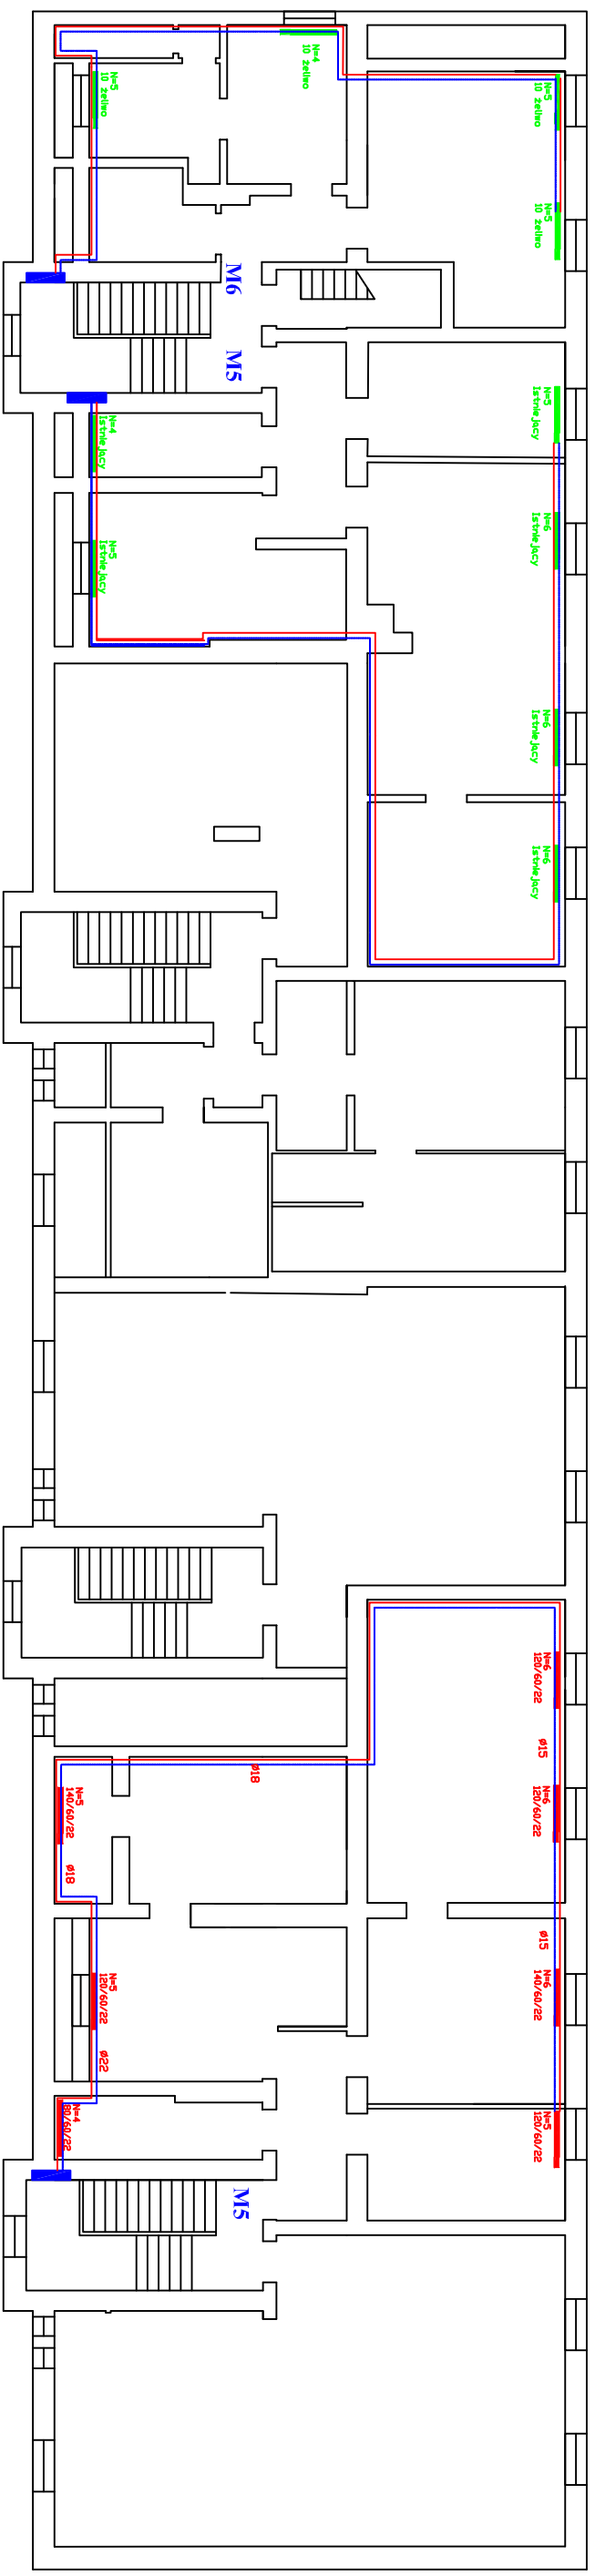 N=4
10 żeliwo
N=5
10 żeliwo
N=5
10 żeliwo
N=5
10 żeliwo
M6
M5
N=5
Istniejący
N=4
Istniejący
N=6
Istniejący
N=5
Istniejący
N=6
Istniejący
N=6
Istniejący
N=6
120/60/22
ø15
ø18
N=6
120/60/22
N=5
140/60/22
ø18
ø15
N=6
140/60/22
N=5
120/60/22
ø22
N=4
80/60/22
N=5
120/60/22
M5